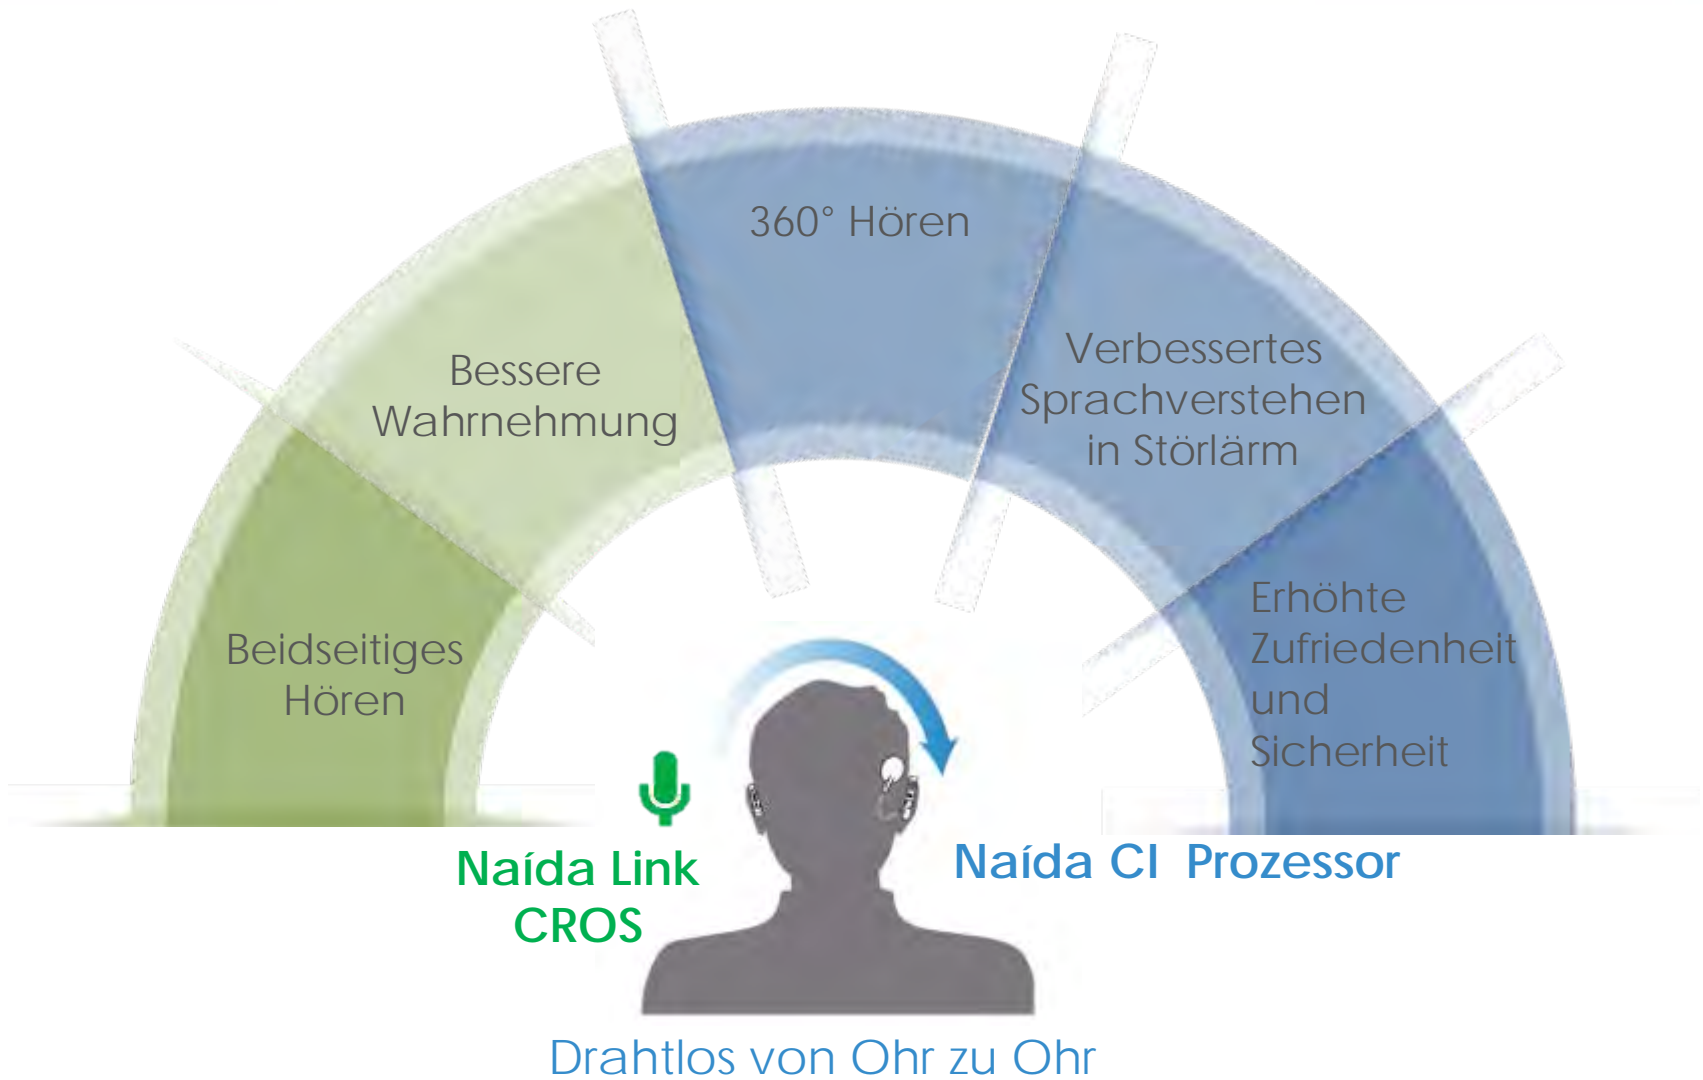 360° Hören
Bessere
Wahrnehmung
Verbessertes
Sprachverstehen
in Störlärm
Beidseitiges
Hören
Erhöhte
Zufriedenheit
und
Sicherheit
Naída Link
CROS
Naída CI Prozessor
Drahtlos von Ohr zu Ohr